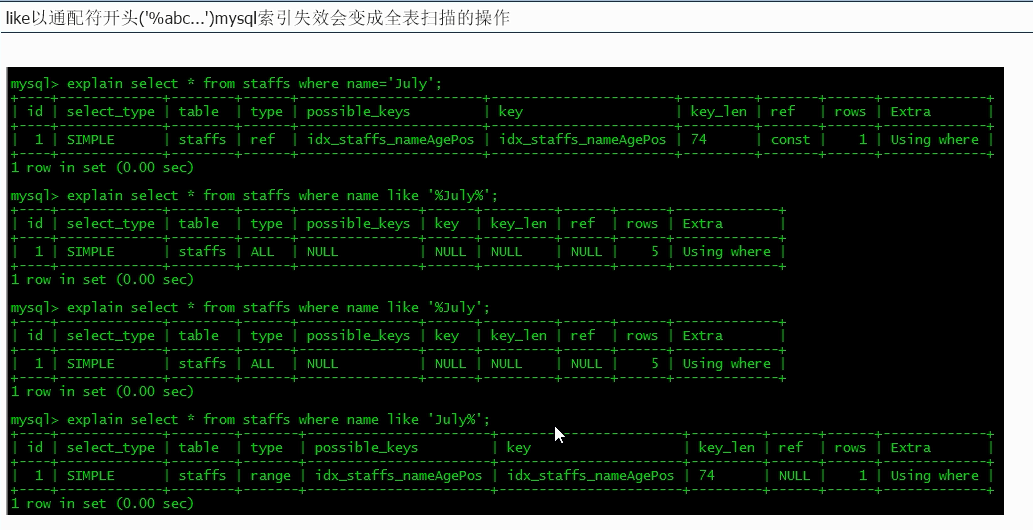 like以通配符开头('%abc...')mysql索引失效会变成全表扫描的操作
mysql> explain select * from staffs where name='July';
+----+-------------+--------+------+-----------------------+-----------------------+---------+-------+------+-------------+
| id | select_type | table | type | possible_keys | key | key_len | ref | rows | Extra |
+----+-------------+--------+------+-----------------------+-----------------------+---------+-------+------+-------------+
| 1 | SIMPLE | staffs | ref | idx_staffs_nameAgePos | idx_staffs_nameAgePos | 74 | const | 1 | Using where |
+----+-------------+--------+------+-----------------------+-----------------------+---------+-------+------+-------------+
1 row in set (0.00 sec)
mysql> explain select * from staffs where name like '%July%';
+----+-------------+--------+------+---------------+------+---------+------+------+-------------+
| id | select_type | table | type | possible_keys | key | key_len | ref | rows | Extra |
+----+-------------+--------+------+---------------+------+---------+------+------+-------------+
| 1 | SIMPLE | staffs | ALL | NULL | NULL | NULL | NULL | 5 | Using where |
+----+-------------+--------+------+---------------+------+---------+------+------+-------------+
1 row in set (0.00 sec)
mysql> explain select * from staffs where name like '%July';
+----+-------------+--------+------+---------------+------+---------+------+------+-------------+
| id | select_type | table | type | possible_keys | key | key_len | ref | rows | Extra |
+----+-------------+--------+------+---------------+------+---------+------+------+-------------+
| 1 | SIMPLE | staffs | ALL | NULL | NULL | NULL | NULL | 5 | Using where |
+----+-------------+--------+------+---------------+------+---------+------+------+-------------+
1 row in set (0.00 sec)
mysql> explain select * from staffs where name like 'July%';
+----+-------------+--------+-------+-----------------------+-----------------------+---------+------+------+-------------+
| id | select_type | table | type | possible_keys | key | key_len | ref | rows | Extra |
+----+-------------+--------+-------+-----------------------+-----------------------+---------+------+------+-------------+
| 1 | SIMPLE | staffs | range | idx_staffs_nameAgePos | idx_staffs_nameAgePos | 74 | NULL | 1 | Using where |
+----+-------------+--------+-------+-----------------------+-----------------------+---------+------+------+-------------+
1 row in set (0.00 sec)